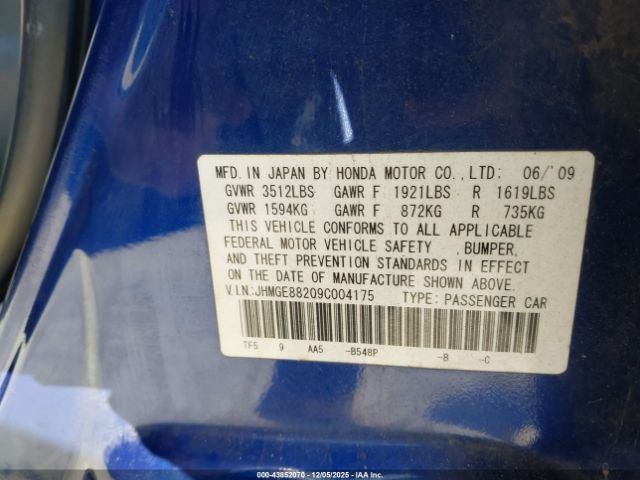 MFD. IN JAPAN BY HONDA MOTOR CO., LTD: 06/'09
GVWR 3512LBS GAWR F 1921LBS R 1619LBS
GVWR 1594KG GAWR F 872KG R 735KG
THIS VEHICLE CONFORMS TO ALL APPLICABLE
FEDERAL MOTOR VEHICLE SAFETY ,BUMPER,
AND THEFT PREVENTION STANDARDS IN EFFECT
ON THE DATE OF MANUFACTURE SHOWN ABOVE.
V.I.N:JHMGE88209C004175 TYPE: PASSENGER CAR
TF5 9 AA5 -B548P -B -C
000-43852070 - 12/05/2025 - IAA Inc.